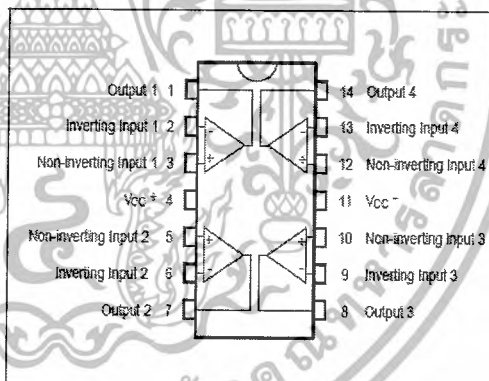 Output 1 1
14 Output 4
Inverting Input 1 2
13 Inverting Input 4
Non-inverting Input 1 3
12 Non-inverting Input 4
Vcc + 4
11 Vcc -
Non-inverting Input 2 5
10 Non-inverting Input 3
Inverting Input 2 6
9 Inverting Input 3
Output 2 7
8 Output 3